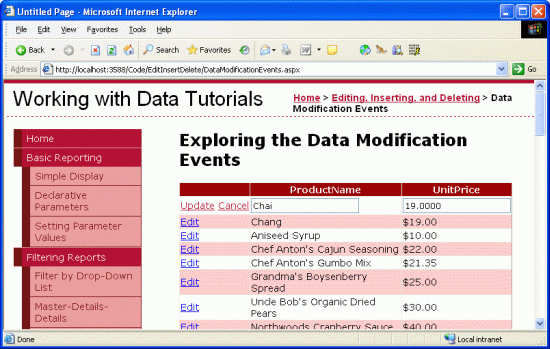 Untitled Page - Microsoft Internet Explorer
File Edit View Favorites Tools Help
Back Search Favorites
Address http://localhost:3588/Code/EditInsertDelete/DataModificationEvents.aspx Go
Working with Data Tutorials
Home > Editing, Inserting, and Deleting > Data
Modification Events
Home
Basic Reporting
Simple Display
Declarative
Parameters
Setting Parameter
Values
Filtering Reports
Filter by Drop-Down
List
Master-Details-
Details
Exploring the Data Modification
Events
ProductName UnitPrice
Update Cancel Chai 19.0000
Edit Chang $19.00
Edit Aniseed Syrup $10.00
Edit Chef Anton's Cajun Seasoning $22.00
Edit Chef Anton's Gumbo Mix $21.35
Edit Grandma's Boysenberry
Spread $25.00
Edit Uncle Bob's Organic Dried
Pears $30.00
Edit Northwoods Cranberry Sauce $40.00
Done Local intranet